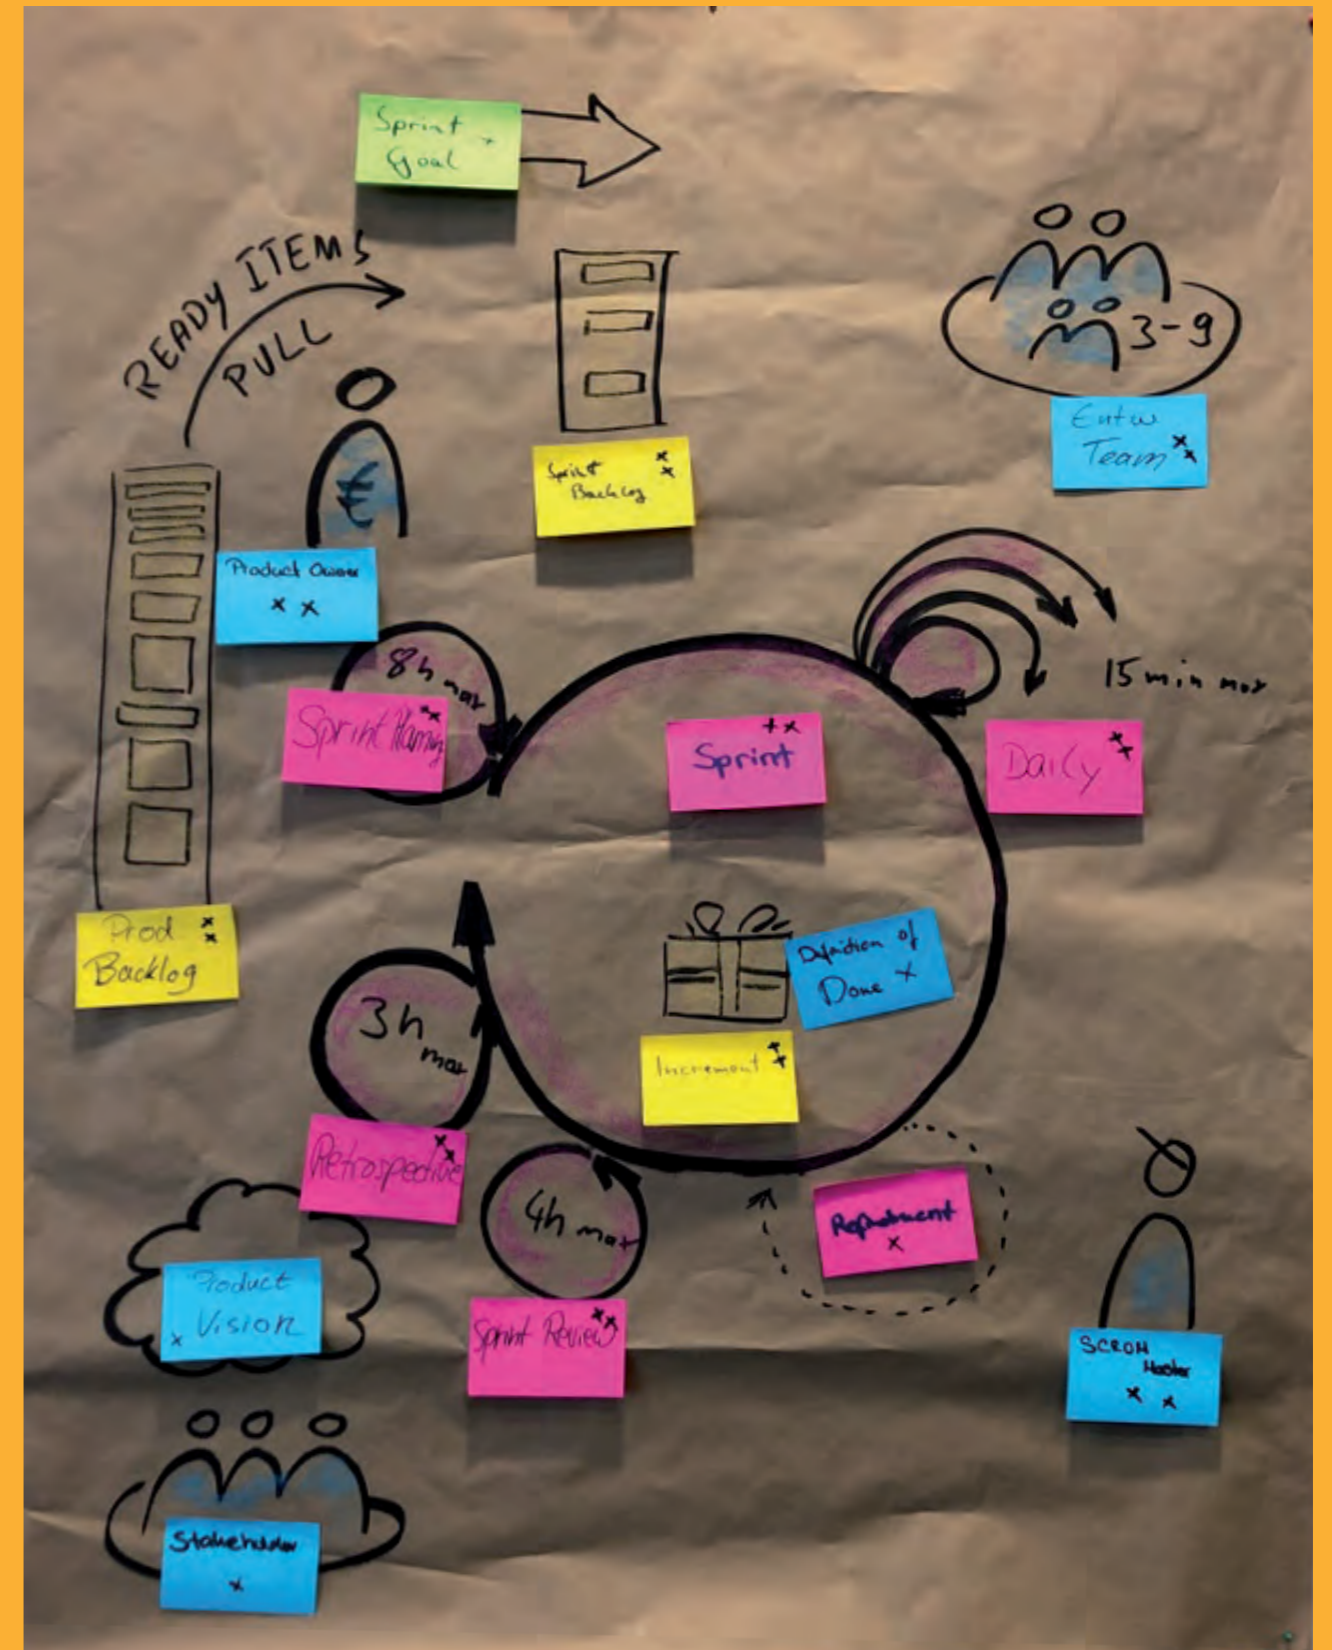 Sprint
Goal
READY ITEMS
PULL
3-9
Entw
Team
€
Sprint
Backlog
Product Owner
8h max
Sprint Planning
15 min max
Sprint
Daily
Prod
Backlog
Definition of
Done
3h max
Increment
Retrospective
4h max
Product
Vision
Sprint Review
SCRUM
Master
Stakeholder